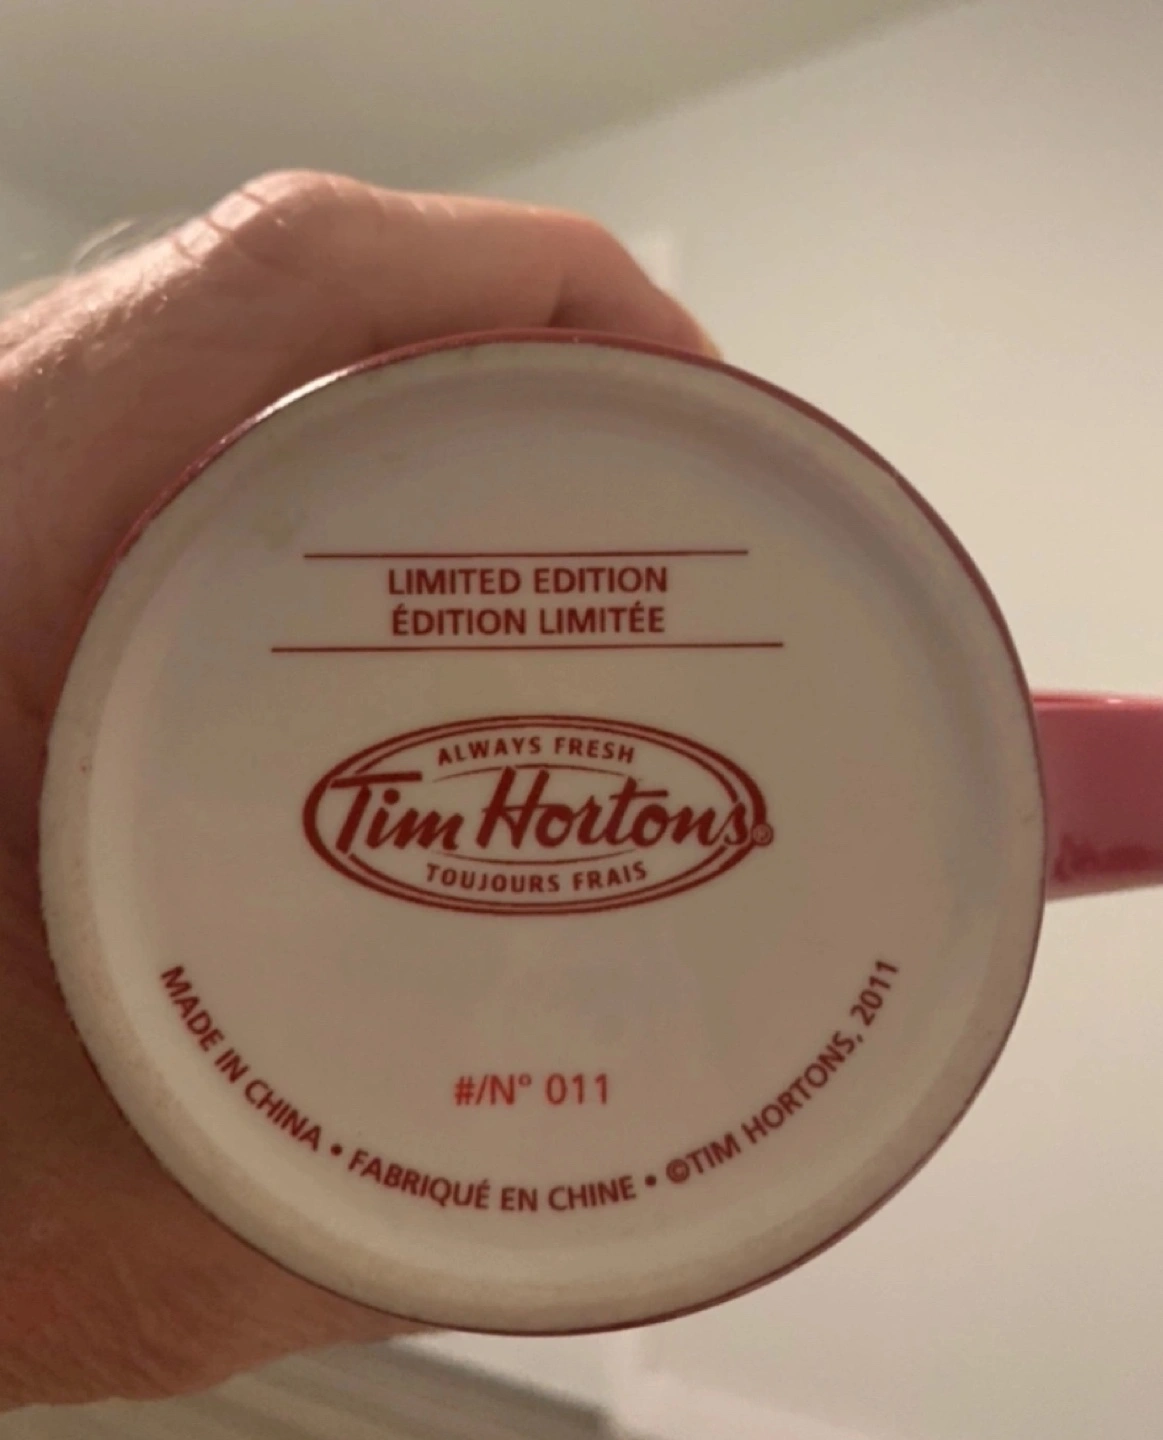 LIMITED EDITION
ÉDITION LIMITÉE
ALWAYS FRESH
Tim Hortons®
TOUJOURS FRAIS
#/N° 011
MADE IN CHINA • FABRIQUÉ EN CHINE • ©TIM HORTONS, 2011